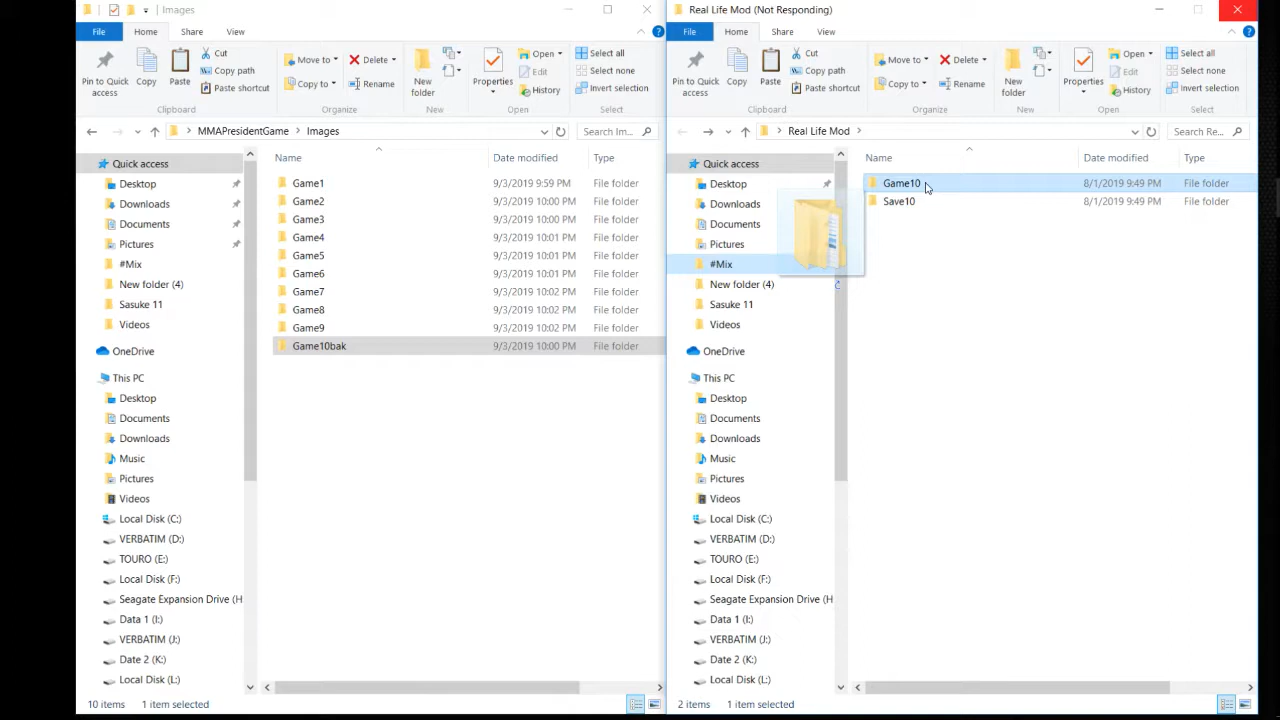 Images
File Home Share View
Pin to Quick access
Copy
Paste
Cut
Copy path
Paste shortcut
Clipboard
Move to
Copy to
Delete
Rename
Organize
New folder
New
Properties
Open
Edit
History
Open
Select all
Select none
Invert selection
Select
MMAPresidentGame > Images
Search Im...
Quick access
Desktop
Downloads
Documents
Pictures
#Mix
New folder (4)
Sasuke 11
Videos
OneDrive
This PC
Desktop
Documents
Downloads
Music
Pictures
Videos
Local Disk (C:)
VERBATIM (D:)
TOURO (E:)
Local Disk (F:)
Seagate Expansion Drive (H
Data 1 (I:)
VERBATIM (J:)
Date 2 (K:)
Local Disk (L:)
Name Date modified Type
Game1 9/3/2019 9:59 PM File folder
Game2 9/3/2019 10:00 PM File folder
Game3 9/3/2019 10:00 PM File folder
Game4 9/3/2019 10:01 PM File folder
Game5 9/3/2019 10:01 PM File folder
Game6 9/3/2019 10:01 PM File folder
Game7 9/3/2019 10:02 PM File folder
Game8 9/3/2019 10:02 PM File folder
Game9 9/3/2019 10:02 PM File folder
Game10bak 9/3/2019 10:00 PM File folder
10 items 1 item selected
Real Life Mod (Not Responding)
File Home Share View
Pin to Quick access
Copy
Paste
Cut
Copy path
Paste shortcut
Clipboard
Move to
Copy to
Delete
Rename
Organize
New folder
New
Properties
Open
Edit
History
Open
Select all
Select none
Invert selection
Select
Real Life Mod >
Search Re...
Quick access
Desktop
Downloads
Documents
Pictures
#Mix
New folder (4)
Sasuke 11
Videos
OneDrive
This PC
Desktop
Documents
Downloads
Music
Pictures
Videos
Local Disk (C:)
VERBATIM (D:)
TOURO (E:)
Local Disk (F:)
Seagate Expansion Drive (H
Data 1 (I:)
VERBATIM (J:)
Date 2 (K:)
Local Disk (L:)
Name Date modified Type
Game10 8/1/2019 9:49 PM File folder
Save10 8/1/2019 9:49 PM File folder
2 items 1 item selected